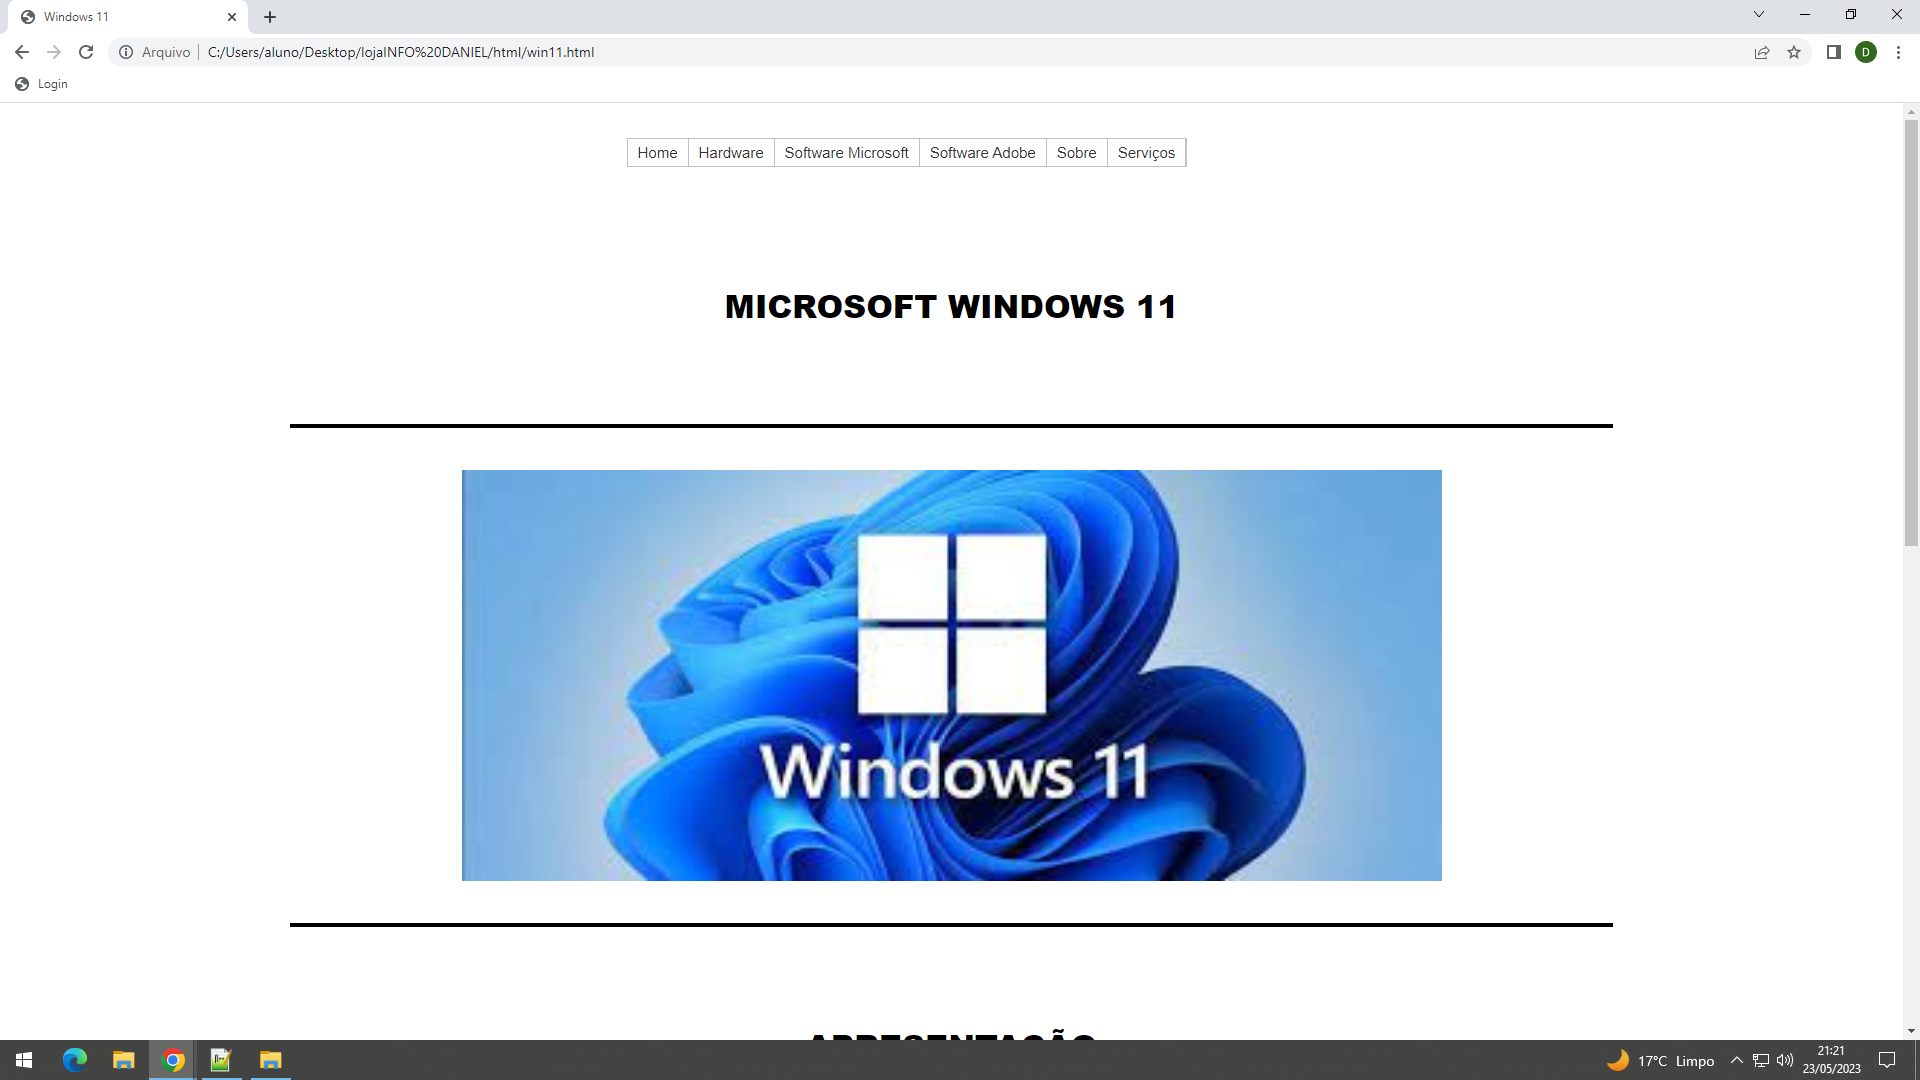 Windows 11
Arquivo C:/Users/aluno/Desktop/lojaINFO%20DANIEL/html/win11.html
D
Login
Home Hardware Software Microsoft Software Adobe Sobre Serviços
MICROSOFT WINDOWS 11
Windows 11
APRESENTAÇÃO
17°C Limpo
21:21
23/05/2023